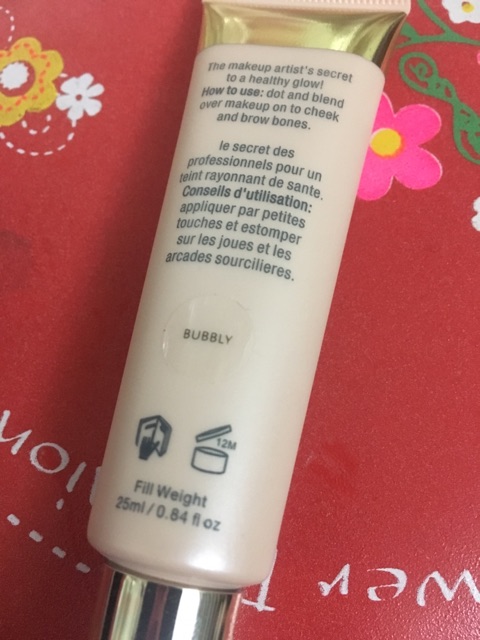 The makeup artist's secret
to a healthy glow!
How to use: dot and blend
over makeup on to cheek
and brow bones.
le secret des
professionnels pour un
teint rayonnant de sante.
Conseils d'utilisation:
appliquer par petites
touches et estomper
sur les joues et les
arcades sourcilieres.
BUBBLY
12M
Fill Weight
25ml / 0.84 fl oz